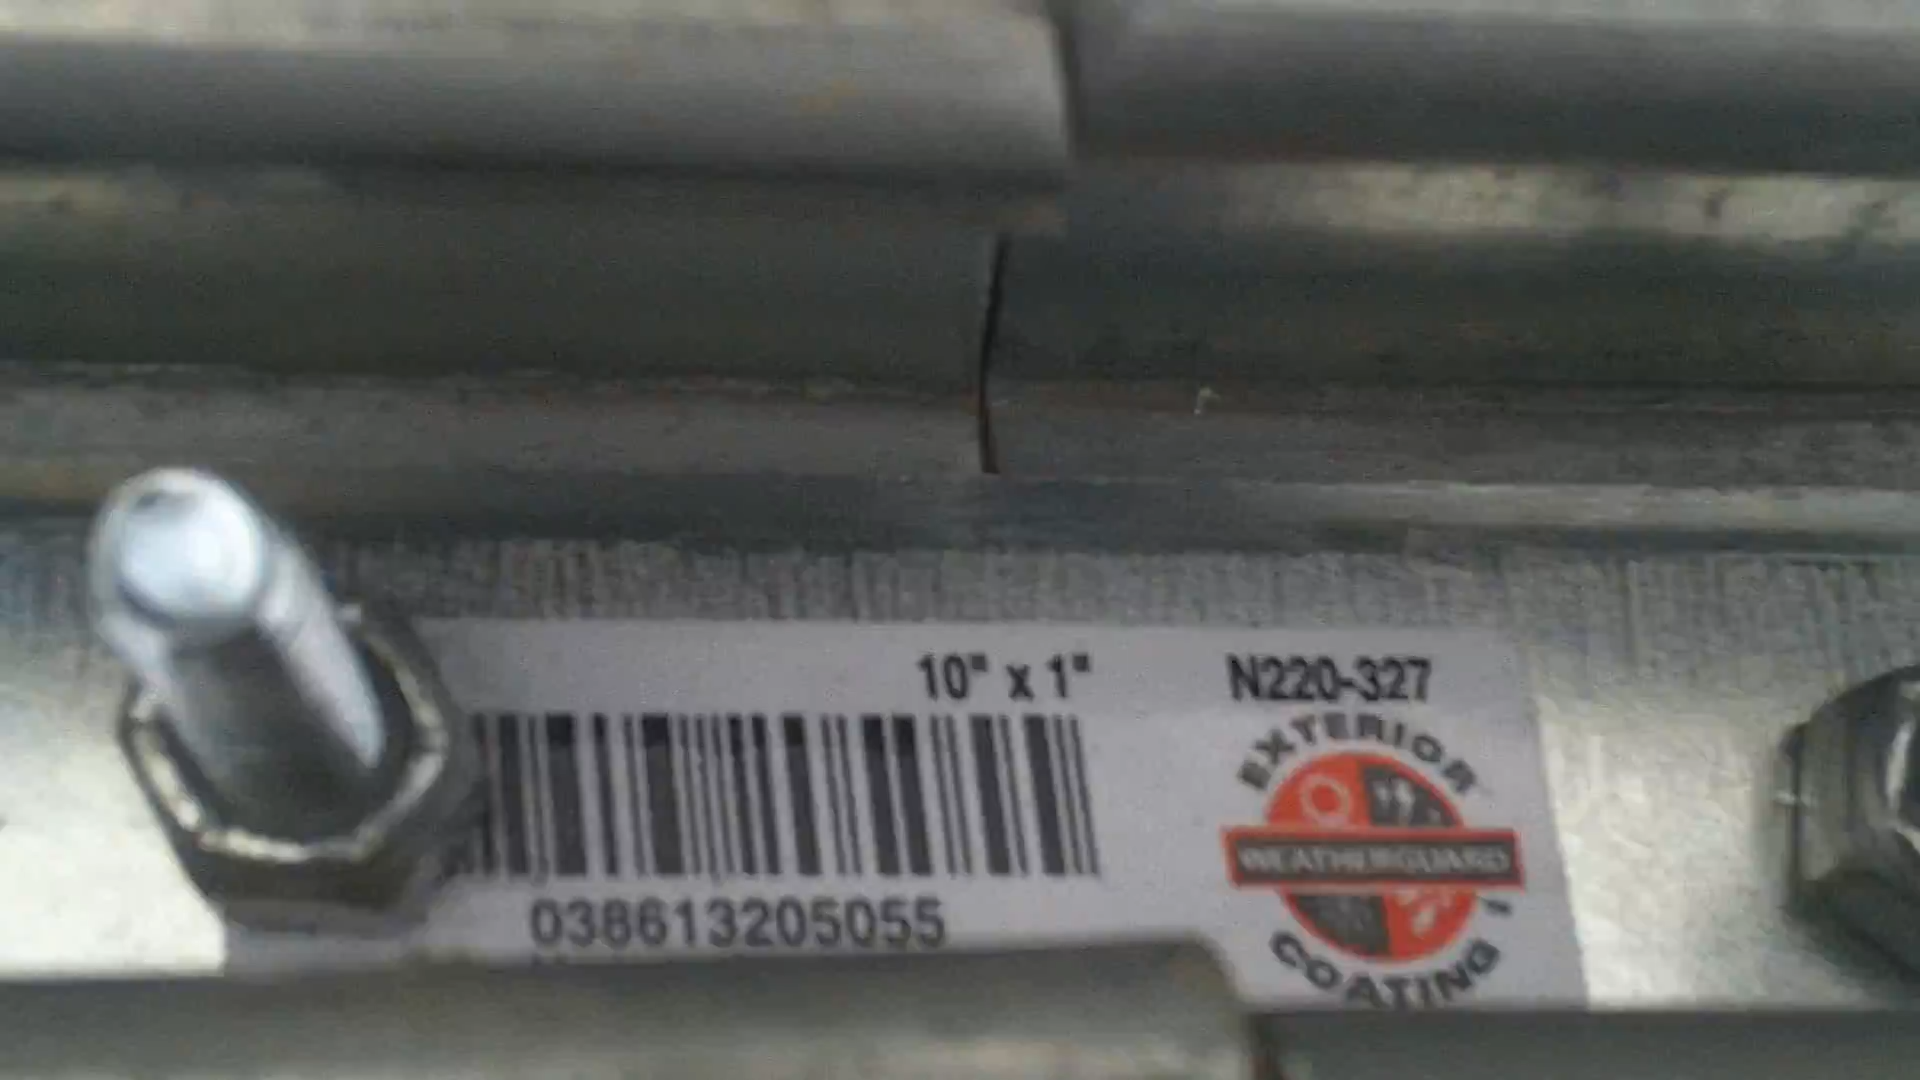 10" x 1"
N220-327
038613205055
EXTERIOR
WEATHERGUARD
COATING